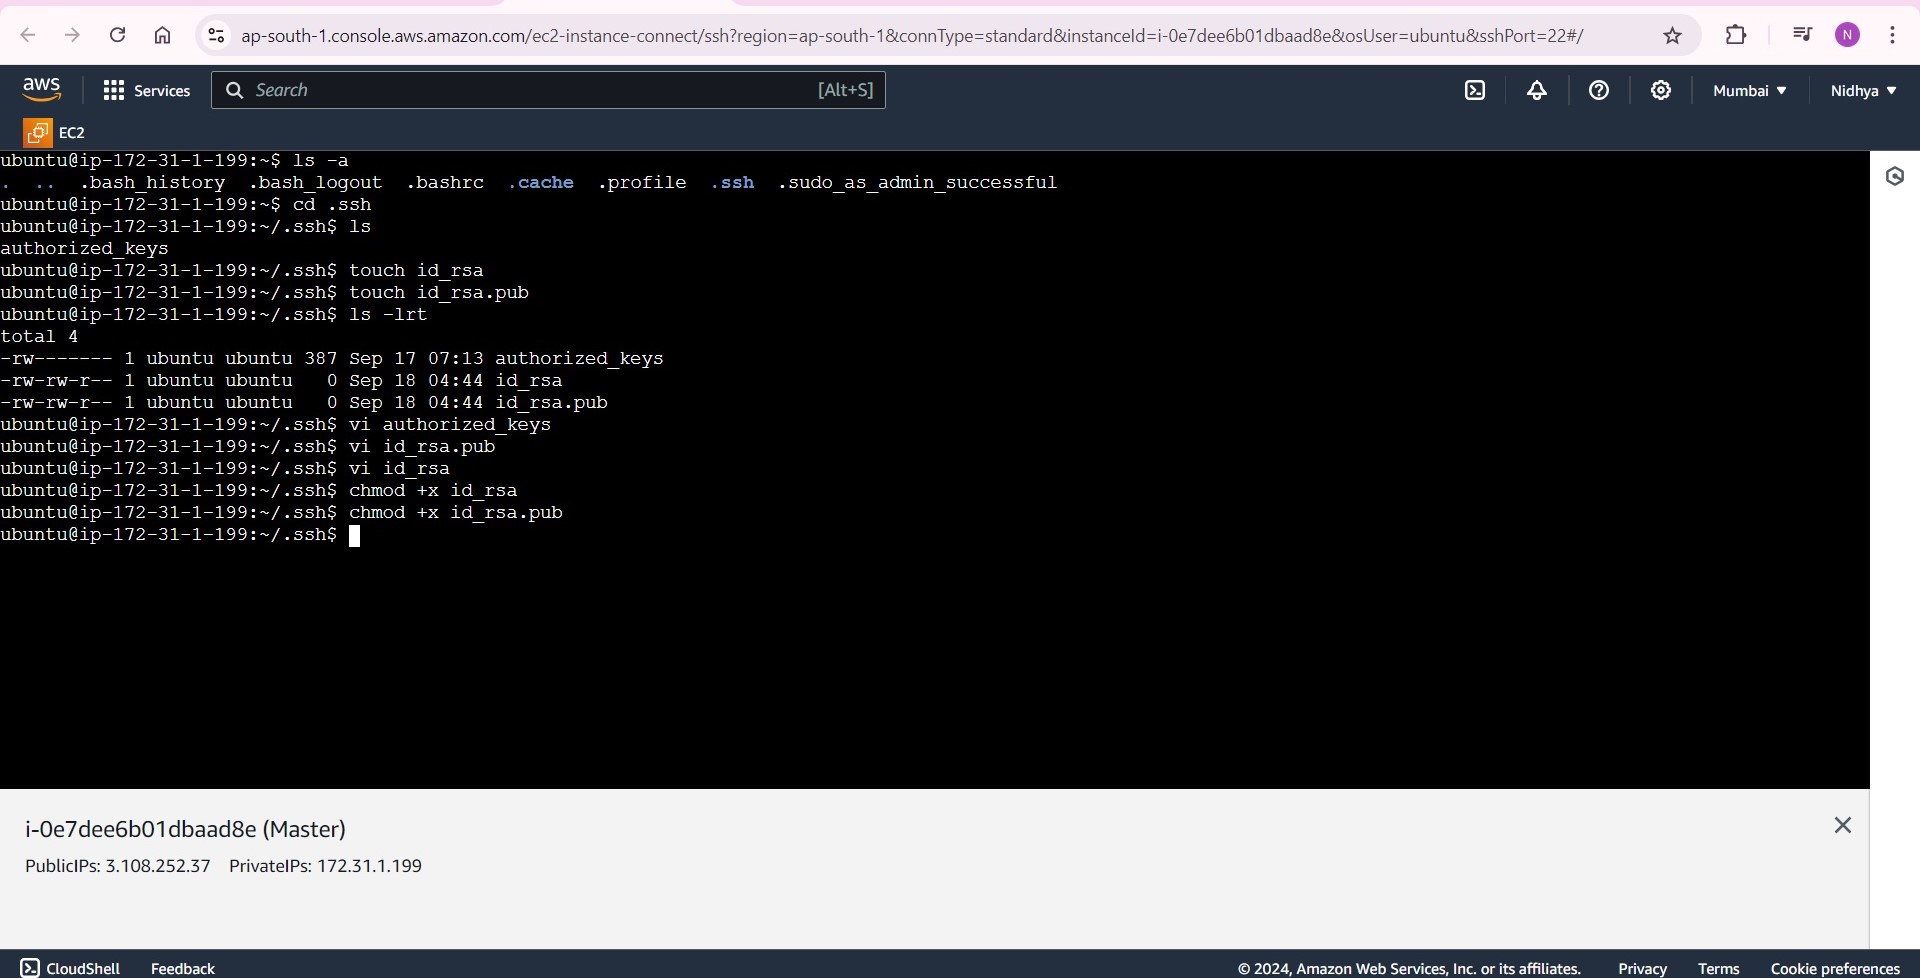 ap-south-1.console.aws.amazon.com/ec2-instance-connect/ssh?region=ap-south-1&connType=standard&instanceId=i-0e7dee6b01dbaad8e&osUser=ubuntu&sshPort=22#/
N
aws Services Search [Alt+S] Mumbai ▼ Nidhya ▼
EC2
ubuntu@ip-172-31-1-199:~$ ls -a
. .. .bash_history .bash_logout .bashrc .cache .profile .ssh .sudo_as_admin_successful
ubuntu@ip-172-31-1-199:~$ cd .ssh
ubuntu@ip-172-31-1-199:~/.ssh$ ls
authorized_keys
ubuntu@ip-172-31-1-199:~/.ssh$ touch id_rsa
ubuntu@ip-172-31-1-199:~/.ssh$ touch id_rsa.pub
ubuntu@ip-172-31-1-199:~/.ssh$ ls -lrt
total 4
-rw------- 1 ubuntu ubuntu 387 Sep 17 07:13 authorized_keys
-rw-rw-r-- 1 ubuntu ubuntu   0 Sep 18 04:44 id_rsa
-rw-rw-r-- 1 ubuntu ubuntu   0 Sep 18 04:44 id_rsa.pub
ubuntu@ip-172-31-1-199:~/.ssh$ vi authorized_keys
ubuntu@ip-172-31-1-199:~/.ssh$ vi id_rsa.pub
ubuntu@ip-172-31-1-199:~/.ssh$ vi id_rsa
ubuntu@ip-172-31-1-199:~/.ssh$ chmod +x id_rsa
ubuntu@ip-172-31-1-199:~/.ssh$ chmod +x id_rsa.pub
ubuntu@ip-172-31-1-199:~/.ssh$
i-0e7dee6b01dbaad8e (Master)
PublicIPs: 3.108.252.37 PrivateIPs: 172.31.1.199
CloudShell Feedback © 2024, Amazon Web Services, Inc. or its affiliates. Privacy Terms Cookie preferences